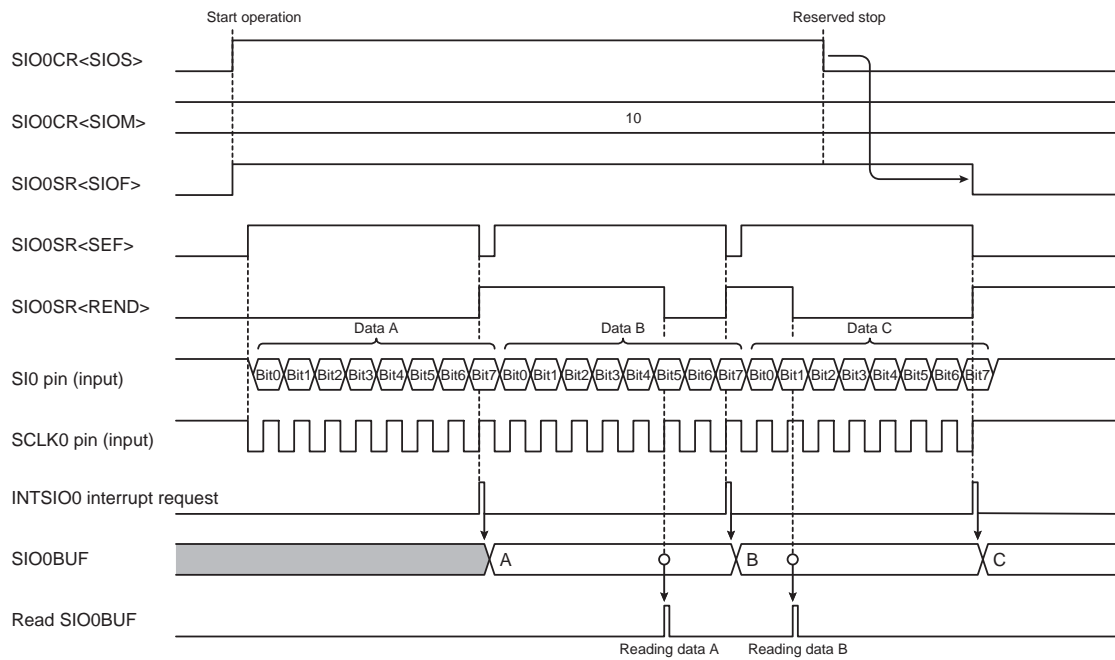 Start operation Reserved stop
SIO0CR<SIOS>
SIO0CR<SIOM> 10
SIO0SR<SIOF>
SIO0SR<SEF>
SIO0SR<REND>
Data A Data B Data C
SI0 pin (input) Bit0 Bit1 Bit2 Bit3 Bit4 Bit5 Bit6 Bit7 Bit0 Bit1 Bit2 Bit3 Bit4 Bit5 Bit6 Bit7 Bit0 Bit1 Bit2 Bit3 Bit4 Bit5 Bit6 Bit7
SCLK0 pin (input)
INTSIO0 interrupt request
SIO0BUF A B C
Read SIO0BUF
Reading data A Reading data B